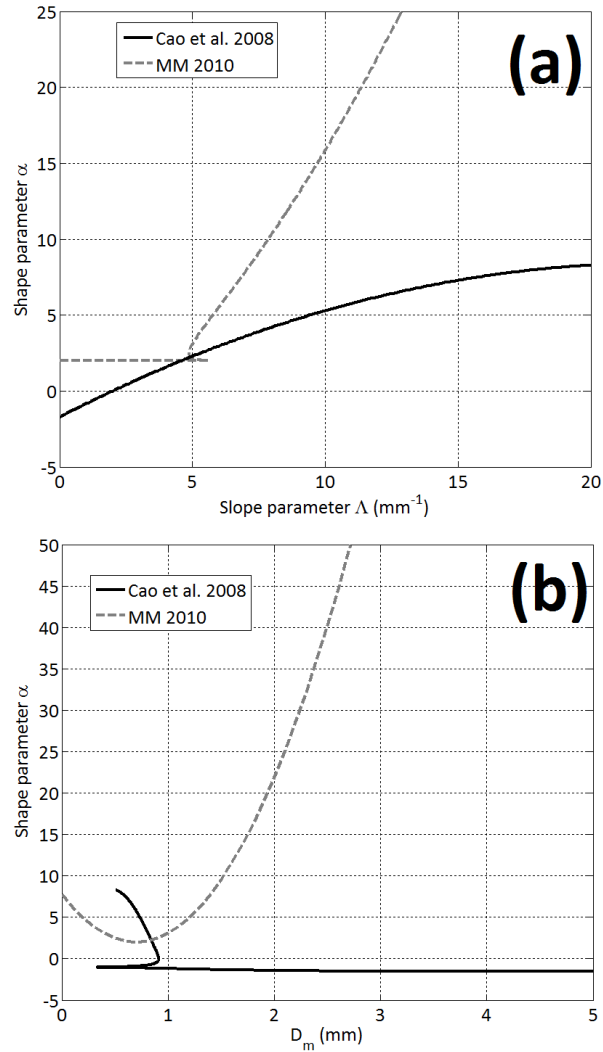 25
20
15
10
5
0
-5
Shape parameter α
Cao et al. 2008
MM 2010
(a)
0 5 10 15 20
Slope parameter Λ (mm⁻¹)
50
45
40
35
30
25
20
15
10
5
0
-5
Shape parameter α
Cao et al. 2008
MM 2010
(b)
0 1 2 3 4 5
Dₘ (mm)